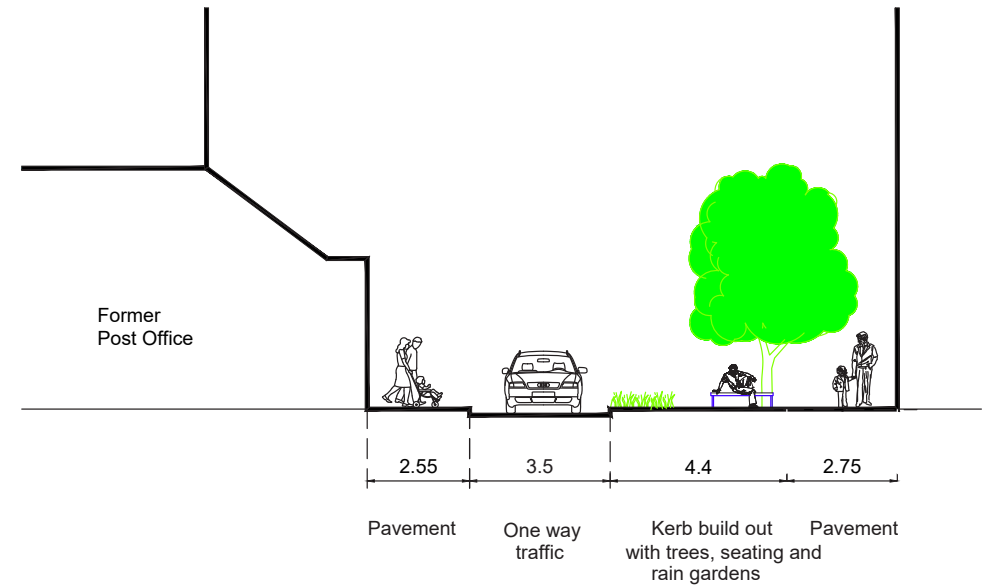 Former
Post Office
2.55
3.5
4.4
2.75
Pavement
One way
traffic
Kerb build out
with trees, seating and
rain gardens
Pavement